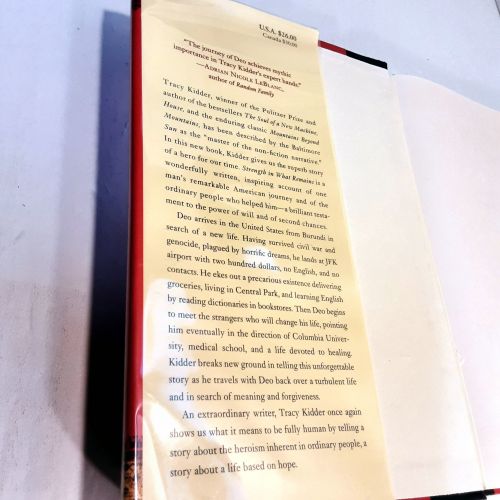 U.S.A. $26.00
Canada $30.00
"The journey of Deo achieves mythic
importance in Tracy Kidder's expert hands."
—Adrian Nicole LeBlanc,
author of Random Family
Tracy Kidder, winner of the Pulitzer Prize and
author of the bestsellers The Soul of a New Machine,
House, and the enduring classic Mountains Beyond
Mountains, has been described by the Baltimore
Sun as the "master of the non-fiction narrative."
In this new book, Kidder gives us the superb story
of a hero for our time. Strength in What Remains is a
wonderfully written, inspiring account of one
man's remarkable American journey and of the
ordinary people who helped him—a brilliant testa-
ment to the power of will and of second chances.
Deo arrives in the United States from Burundi in
search of a new life. Having survived civil war and
genocide, plagued by horrific dreams, he lands at JFK
airport with two hundred dollars, no English, and no
contacts. He ekes out a precarious existence delivering
groceries, living in Central Park, and learning English
by reading dictionaries in bookstores. Then Deo begins
to meet the strangers who will change his life, pointing
him eventually in the direction of Columbia Univer-
sity, medical school, and a life devoted to healing.
Kidder breaks new ground in telling this unforgettable
story as he travels with Deo back over a turbulent life
and in search of meaning and forgiveness.
An extraordinary writer, Tracy Kidder once again
shows us what it means to be fully human by telling a
story about the heroism inherent in ordinary people, a
story about a life based on hope.